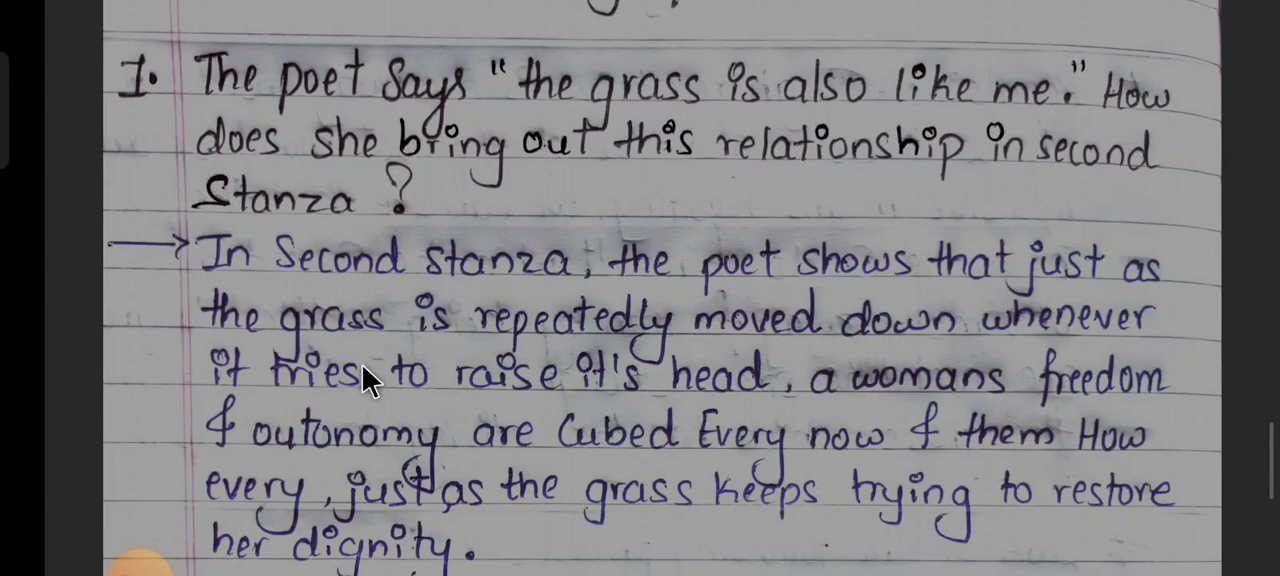 1. The poet Says "the grass is also like me." How
does she bring out this relationship in second
Stanza ?
→ In Second stanza, the poet shows that just as
the grass is repeatedly moved down whenever
it tries to raise it's head, a womans freedom
& outonomy are Cubed Every now & them How
every, just as the grass keeps trying to restore
her dignity.